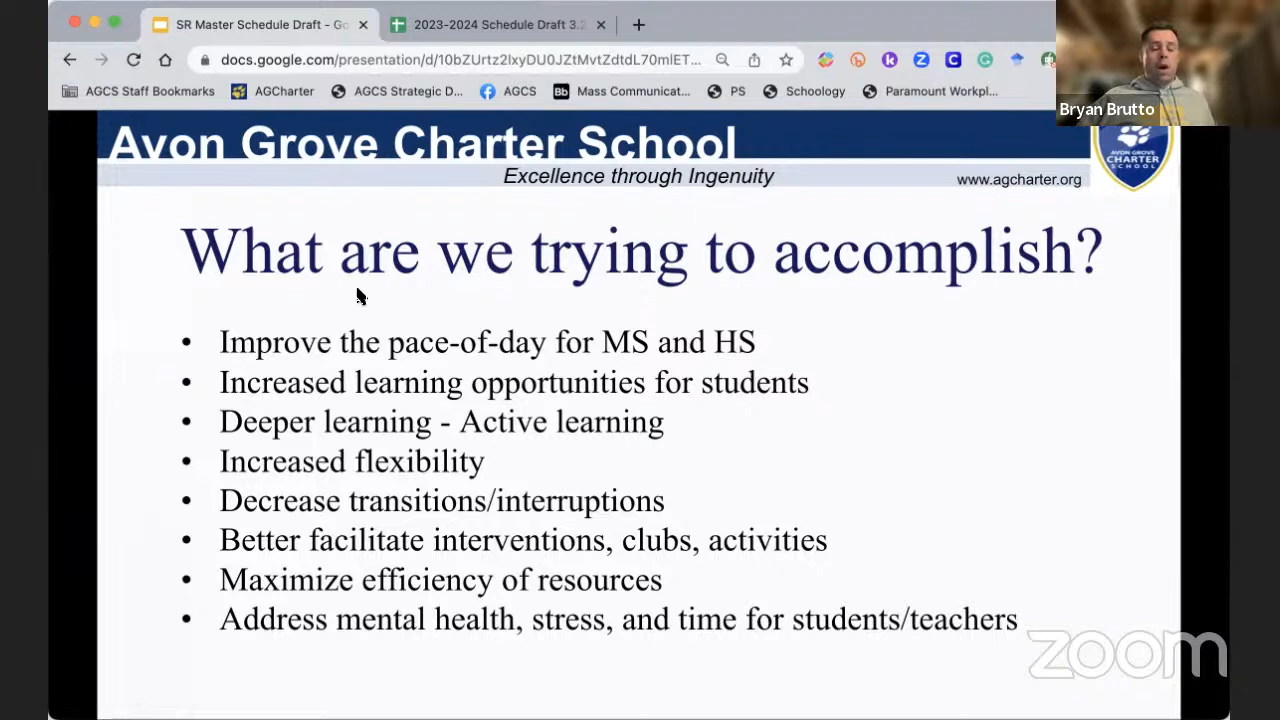 SR Master Schedule Draft - Go
2023-2024 Schedule Draft 3.2
docs.google.com/presentation/d/10bZUrtz2lxyDU0JZtMvtZdtdL70mlET...
AGCS Staff Bookmarks
AGCharter
AGCS Strategic D...
AGCS
Bb
Mass Communicat...
PS
Schoology
Paramount Workpl...
Bryan Brutto
Avon Grove Charter School
AVON GROVE
CHARTER
SCHOOL
Excellence through Ingenuity
www.agcharter.org
What are we trying to accomplish?
• Improve the pace-of-day for MS and HS
• Increased learning opportunities for students
• Deeper learning - Active learning
• Increased flexibility
• Decrease transitions/interruptions
• Better facilitate interventions, clubs, activities
• Maximize efficiency of resources
• Address mental health, stress, and time for students/teachers
zoom